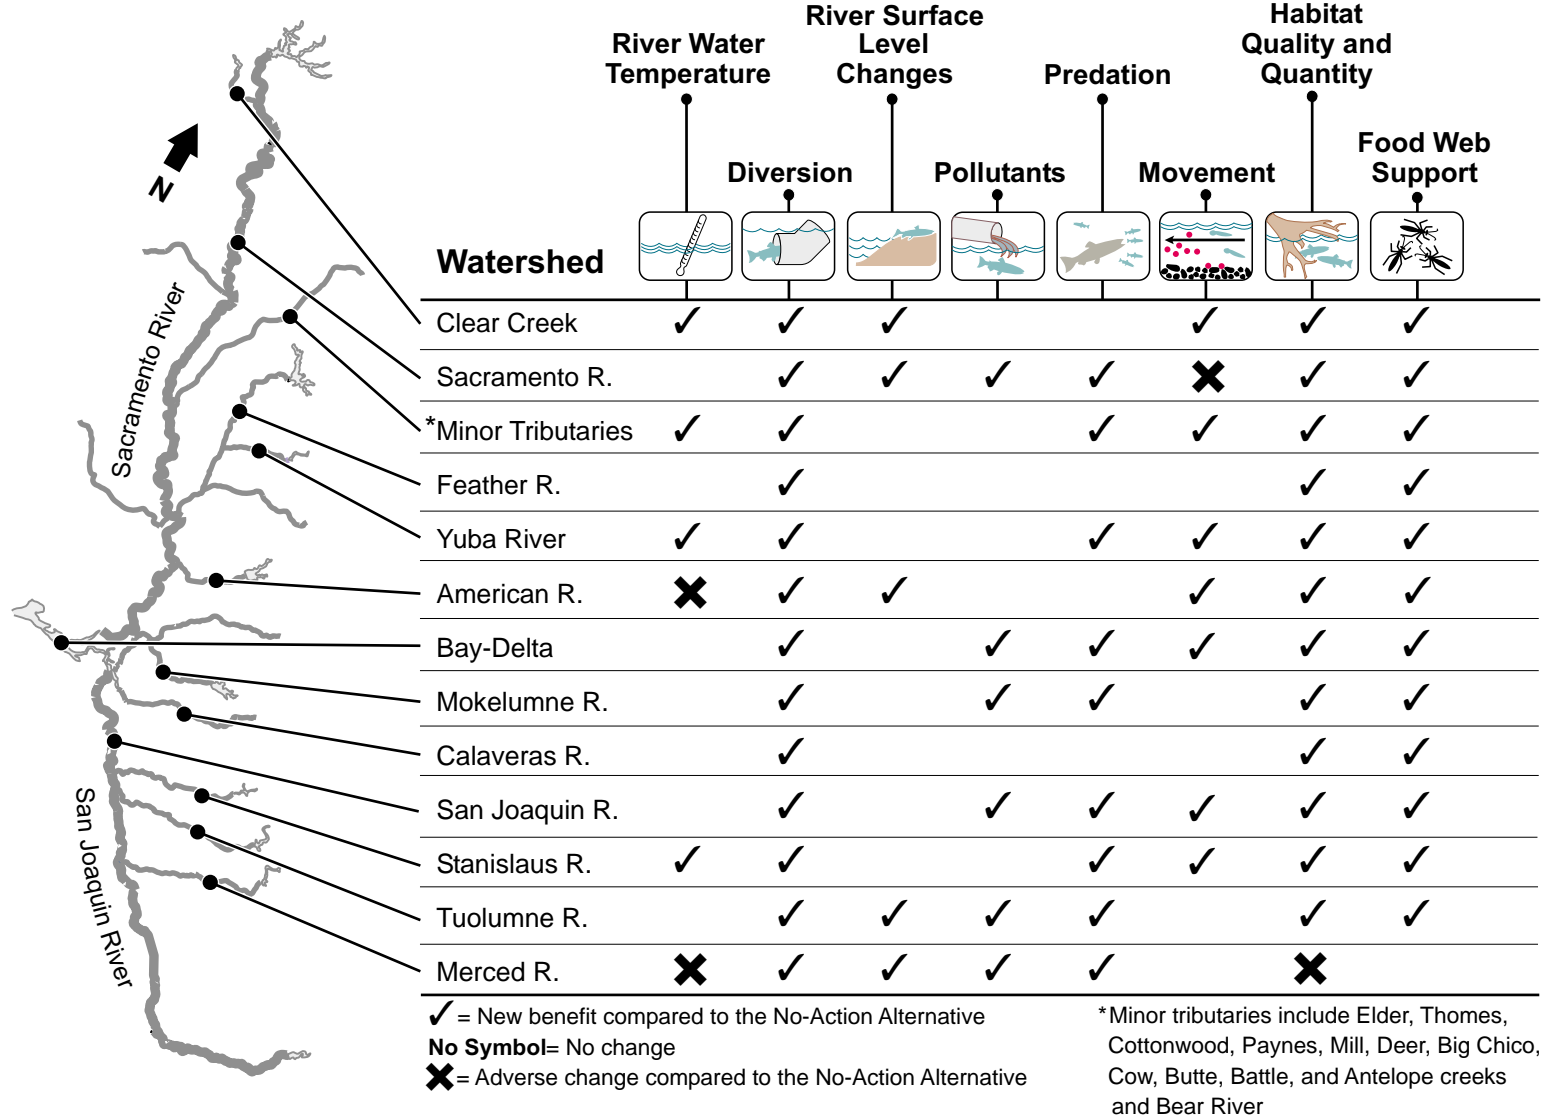 River Water
Temperature
Diversion
River Surface
Level
Changes
Pollutants
Predation
Movement
Habitat
Quality and
Quantity
Food Web
Support
N
Sacramento River
San Joaquin River
Watershed
Clear Creek ✓ ✓ ✓ ✓ ✓ ✓
Sacramento R. ✓ ✓ ✓ ✓ ✖ ✓ ✓
*Minor Tributaries ✓ ✓ ✓ ✓ ✓ ✓
Feather R. ✓ ✓ ✓
Yuba River ✓ ✓ ✓ ✓ ✓ ✓
American R. ✖ ✓ ✓ ✓ ✓ ✓
Bay-Delta ✓ ✓ ✓ ✓ ✓ ✓
Mokelumne R. ✓ ✓ ✓ ✓ ✓
Calaveras R. ✓ ✓ ✓
San Joaquin R. ✓ ✓ ✓ ✓ ✓ ✓
Stanislaus R. ✓ ✓ ✓ ✓ ✓ ✓
Tuolumne R. ✓ ✓ ✓ ✓ ✓ ✓
Merced R. ✖ ✓ ✓ ✓ ✓ ✖
✓ = New benefit compared to the No-Action Alternative
No Symbol= No change
✖ = Adverse change compared to the No-Action Alternative
*Minor tributaries include Elder, Thomes,
Cottonwood, Paynes, Mill, Deer, Big Chico,
Cow, Butte, Battle, and Antelope creeks
and Bear River